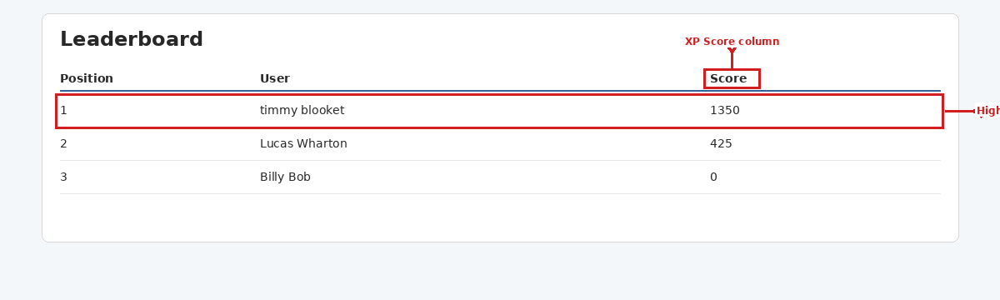 Leaderboard
XP Score column
Position User Score
1 timmy blooket 1350
2 Lucas Wharton 425
3 Billy Bob 0